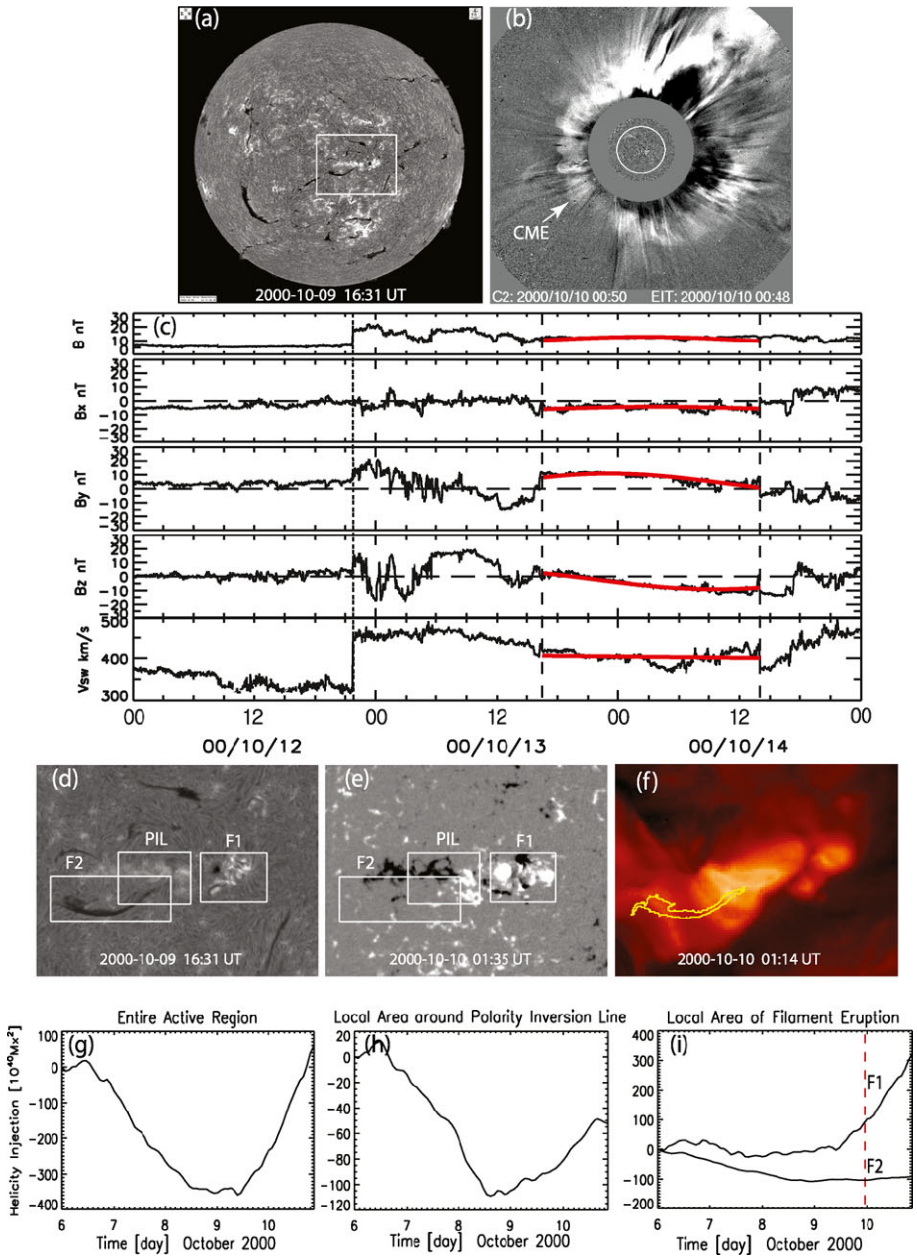 (a)
2000-10-09 16:31 UT
(b)
CME
C2: 2000/10/10 00:50 EIT: 2000/10/10 00:48
(c)
B nT
30
20
10
0
Bx nT
30
20
10
0
-10
-20
-30
By nT
30
20
10
0
-10
-20
-30
Bz nT
30
20
10
0
-10
-20
-30
Vsw km/s
500
400
300
00 12 00 12 00 12 00
00/10/12 00/10/13 00/10/14
(d)
F2 PIL F1
2000-10-09 16:31 UT
(e)
F2 PIL F1
2000-10-10 01:35 UT
(f)
2000-10-10 01:14 UT
Entire Active Region
(g)
Helicity Injection [10⁴⁰Mx²]
100
0
-100
-200
-300
-400
6 7 8 9 10
Time [day] October 2000
Local Area around Polarity Inversion Line
(h)
20
0
-20
-40
-60
-80
-100
-120
6 7 8 9 10
Time [day] October 2000
Local Area of Filament Eruption
(i)
400
300
200
100
0
-100
-200
F1
F2
6 7 8 9 10
Time [day] October 2000